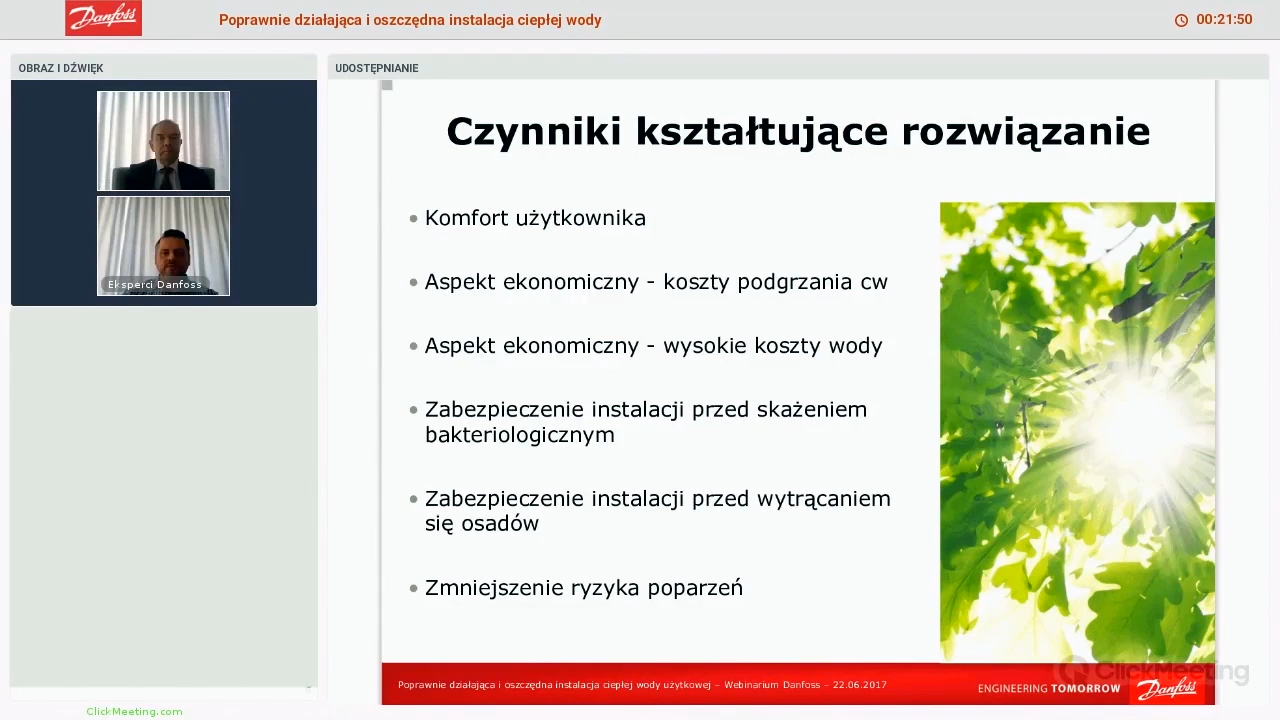 Danfoss
Poprawnie działająca i oszczędna instalacja ciepłej wody
00:21:50
OBRAZ I DŹWIĘK
UDOSTĘPNIANIE
Eksperci Danfoss
Czynniki kształtujące rozwiązanie
• Komfort użytkownika
• Aspekt ekonomiczny - koszty podgrzania cw
• Aspekt ekonomiczny - wysokie koszty wody
• Zabezpieczenie instalacji przed skażeniem
bakteriologicznym
• Zabezpieczenie instalacji przed wytrącaniem
się osadów
• Zmniejszenie ryzyka poparzeń
ClickMeeting
Poprawnie działająca i oszczędna instalacja ciepłej wody użytkowej – Webinarium Danfoss – 22.06.2017
ENGINEERING TOMORROW
Danfoss
ClickMeeting.com